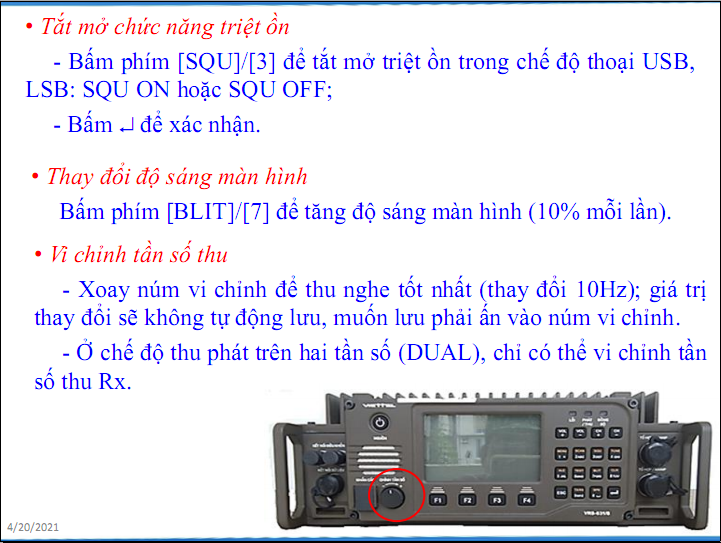 • Tắt mở chức năng triệt ồn
- Bấm phím [SQU]/[3] để tắt mở triệt ồn trong chế độ thoại USB,
LSB: SQU ON hoặc SQU OFF;
- Bấm ↵ để xác nhận.
• Thay đổi độ sáng màn hình
Bấm phím [BLIT]/[7] để tăng độ sáng màn hình (10% mỗi lần).
• Vi chỉnh tần số thu
- Xoay núm vi chỉnh để thu nghe tốt nhất (thay đổi 10Hz); giá trị
thay đổi sẽ không tự động lưu, muốn lưu phải ấn vào núm vi chỉnh.
- Ở chế độ thu phát trên hai tần số (DUAL), chỉ có thể vi chỉnh tần
số thu Rx.
VIETTEL
NGUỒN
F1 F2 F3 F4
4/20/2021